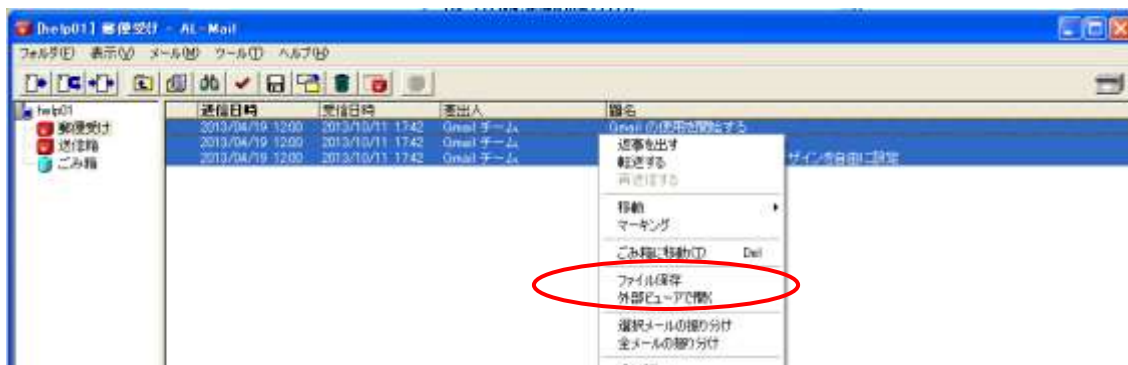 [help01] 郵便受け - AL-Mail
フォルダ(F) 表示(V) メール(M) ツール(T) ヘルプ(H)
help01
郵便受け
送信箱
ごみ箱
送信日時 受信日時 差出人 題名
2013/04/19 12:00 2013/10/11 17:42 Gmail チーム Gmail の使用を開始する
2013/04/19 12:00 2013/10/11 17:42 Gmail チーム
2013/04/19 12:00 2013/10/11 17:42 Gmail チーム ザインを自由に設定
返事を出す
転送する
再送信する
移動
マーキング
ごみ箱に移動(T) Del
ファイル保存
外部ビューアで開く
選択メールの振り分け
全メールの振り分け